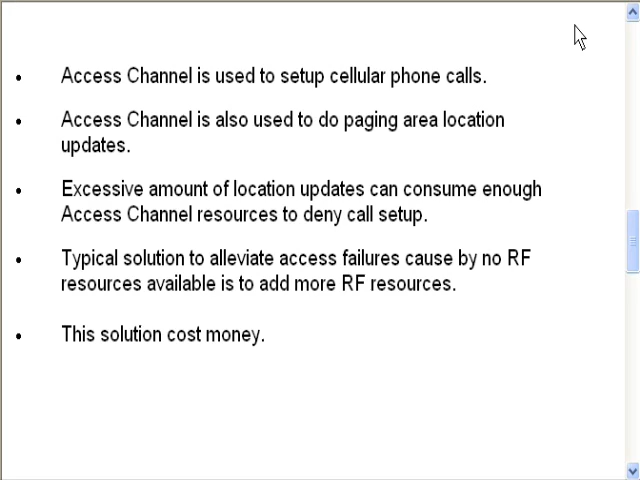 • Access Channel is used to setup cellular phone calls.
• Access Channel is also used to do paging area location
updates.
• Excessive amount of location updates can consume enough
Access Channel resources to deny call setup.
• Typical solution to alleviate access failures cause by no RF
resources available is to add more RF resources.
• This solution cost money.